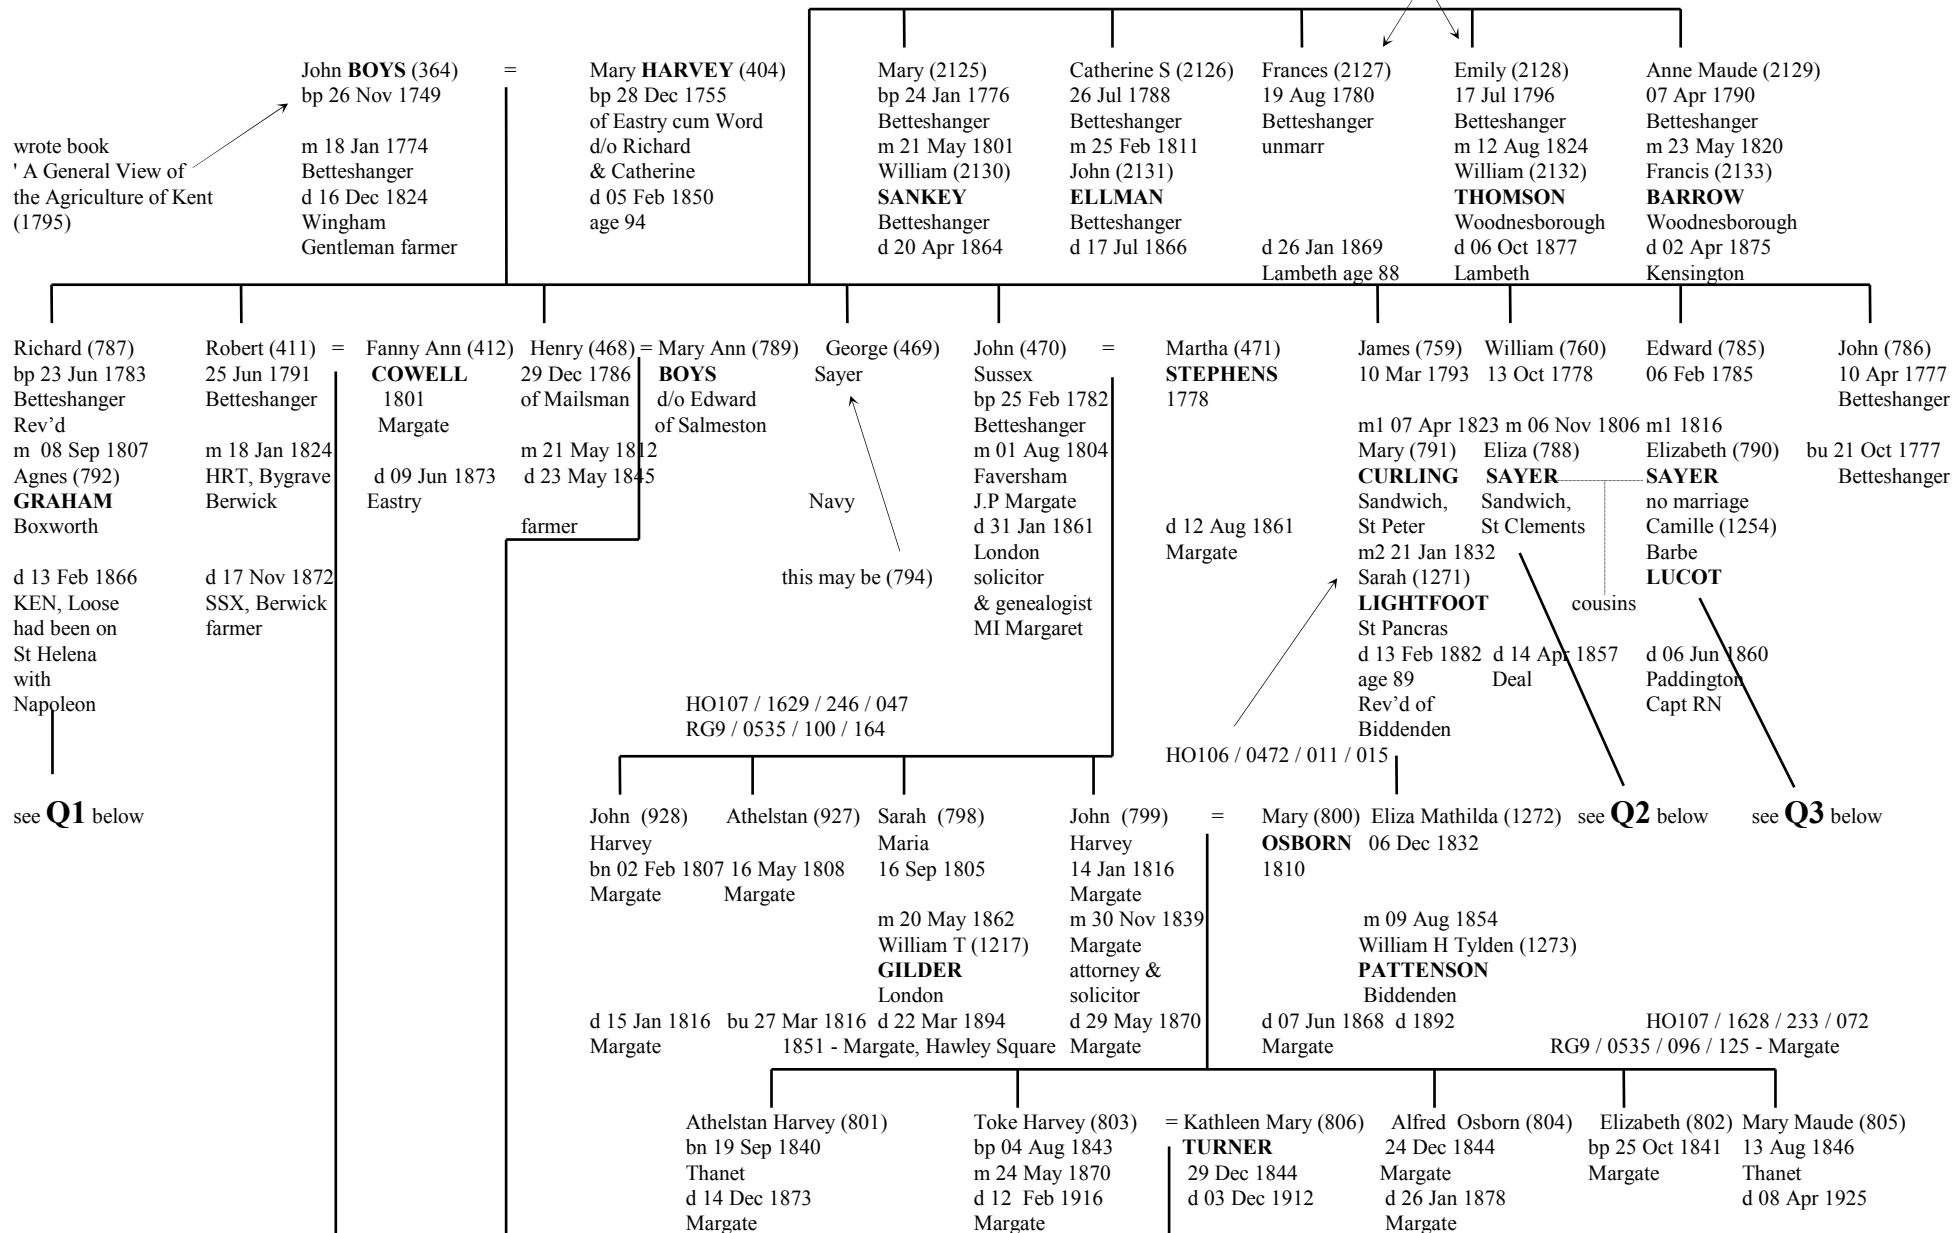 John BOYS (364)
bp 26 Nov 1749
m 18 Jan 1774
Betteshanger
d 16 Dec 1824
Wingham
Gentleman farmer
wrote book
' A General View of
the Agriculture of Kent
(1795)
=
Mary HARVEY (404)
bp 28 Dec 1755
of Eastry cum Word
d/o Richard
& Catherine
d 05 Feb 1850
age 94
Mary (2125)
bp 24 Jan 1776
Betteshanger
m 21 May 1801
William (2130)
SANKEY
Betteshanger
d 20 Apr 1864
Catherine S (2126)
26 Jul 1788
Betteshanger
m 25 Feb 1811
John (2131)
ELLMAN
Betteshanger
d 17 Jul 1866
Frances (2127)
19 Aug 1780
Betteshanger
unmarr
d 26 Jan 1869
Lambeth age 88
Emily (2128)
17 Jul 1796
Betteshanger
m 12 Aug 1824
William (2132)
THOMSON
Woodnesborough
d 06 Oct 1877
Lambeth
Anne Maude (2129)
07 Apr 1790
Betteshanger
m 23 May 1820
Francis (2133)
BARROW
Woodnesborough
d 02 Apr 1875
Kensington
Richard (787)
bp 23 Jun 1783
Betteshanger
Rev’d
m 08 Sep 1807
Agnes (792)
GRAHAM
Boxworth
d 13 Feb 1866
KEN, Loose
had been on
St Helena
with
Napoleon
see Q1 below
Robert (411)
25 Jun 1791
Betteshanger
m 18 Jan 1824
HRT, Bygrave
Berwick
d 17 Nov 1872
SSX, Berwick
farmer
=
Fanny Ann (412)
COWELL
1801
Margate
d 09 Jun 1873
Eastry
Henry (468)
29 Dec 1786
of Mailsman
m 21 May 1812
d 23 May 1845
farmer
=
Mary Ann (789)
BOYS
d/o Edward
of Salmeston
George (469)
Sayer
Navy
this may be (794)
John (470)
Sussex
bp 25 Feb 1782
Betteshanger
m 01 Aug 1804
Faversham
J.P Margate
d 31 Jan 1861
London
solicitor
& genealogist
MI Margaret
=
Martha (471)
STEPHENS
1778
d 12 Aug 1861
Margate
James (759)
10 Mar 1793
m1 07 Apr 1823
Mary (791)
CURLING
Sandwich,
St Peter
m2 21 Jan 1832
Sarah (1271)
LIGHTFOOT
St Pancras
d 13 Feb 1882
age 89
Rev’d of
Biddenden
William (760)
13 Oct 1778
m 06 Nov 1806
Eliza (788)
SAYER
Sandwich,
St Clements
d 14 Apr 1857
Deal
cousins
Edward (785)
06 Feb 1785
m1 1816
Elizabeth (790)
SAYER
no marriage
Camille (1254)
Barbe
LUCOT
d 06 Jun 1860
Paddington
Capt RN
John (786)
10 Apr 1777
Betteshanger
bu 21 Oct 1777
Betteshanger
HO107 / 1629 / 246 / 047
RG9 / 0535 / 100 / 164
HO106 / 0472 / 011 / 015
John (928)
Harvey
bn 02 Feb 1807
Margate
d 15 Jan 1816
Margate
Athelstan (927)
16 May 1808
Margate
bu 27 Mar 1816
Sarah (798)
Maria
16 Sep 1805
m 20 May 1862
William T (1217)
GILDER
London
d 22 Mar 1894
1851 - Margate, Hawley Square
John (799)
Harvey
14 Jan 1816
Margate
m 30 Nov 1839
Margate
attorney &
solicitor
d 29 May 1870
Margate
=
Mary (800)
OSBORN
1810
d 07 Jun 1868
Margate
Eliza Mathilda (1272)
06 Dec 1832
m 09 Aug 1854
William H Tylden (1273)
PATTENSON
Biddenden
d 1892
see Q2 below
see Q3 below
HO107 / 1628 / 233 / 072
RG9 / 0535 / 096 / 125 - Margate
Athelstan Harvey (801)
bn 19 Sep 1840
Thanet
d 14 Dec 1873
Margate
Toke Harvey (803)
bp 04 Aug 1843
m 24 May 1870
d 12 Feb 1916
Margate
= Kathleen Mary (806)
TURNER
29 Dec 1844
d 03 Dec 1912
Alfred Osborn (804)
24 Dec 1844
Margate
d 26 Jan 1878
Margate
Elizabeth (802)
bp 25 Oct 1841
Margate
Mary Maude (805)
13 Aug 1846
Thanet
d 08 Apr 1925